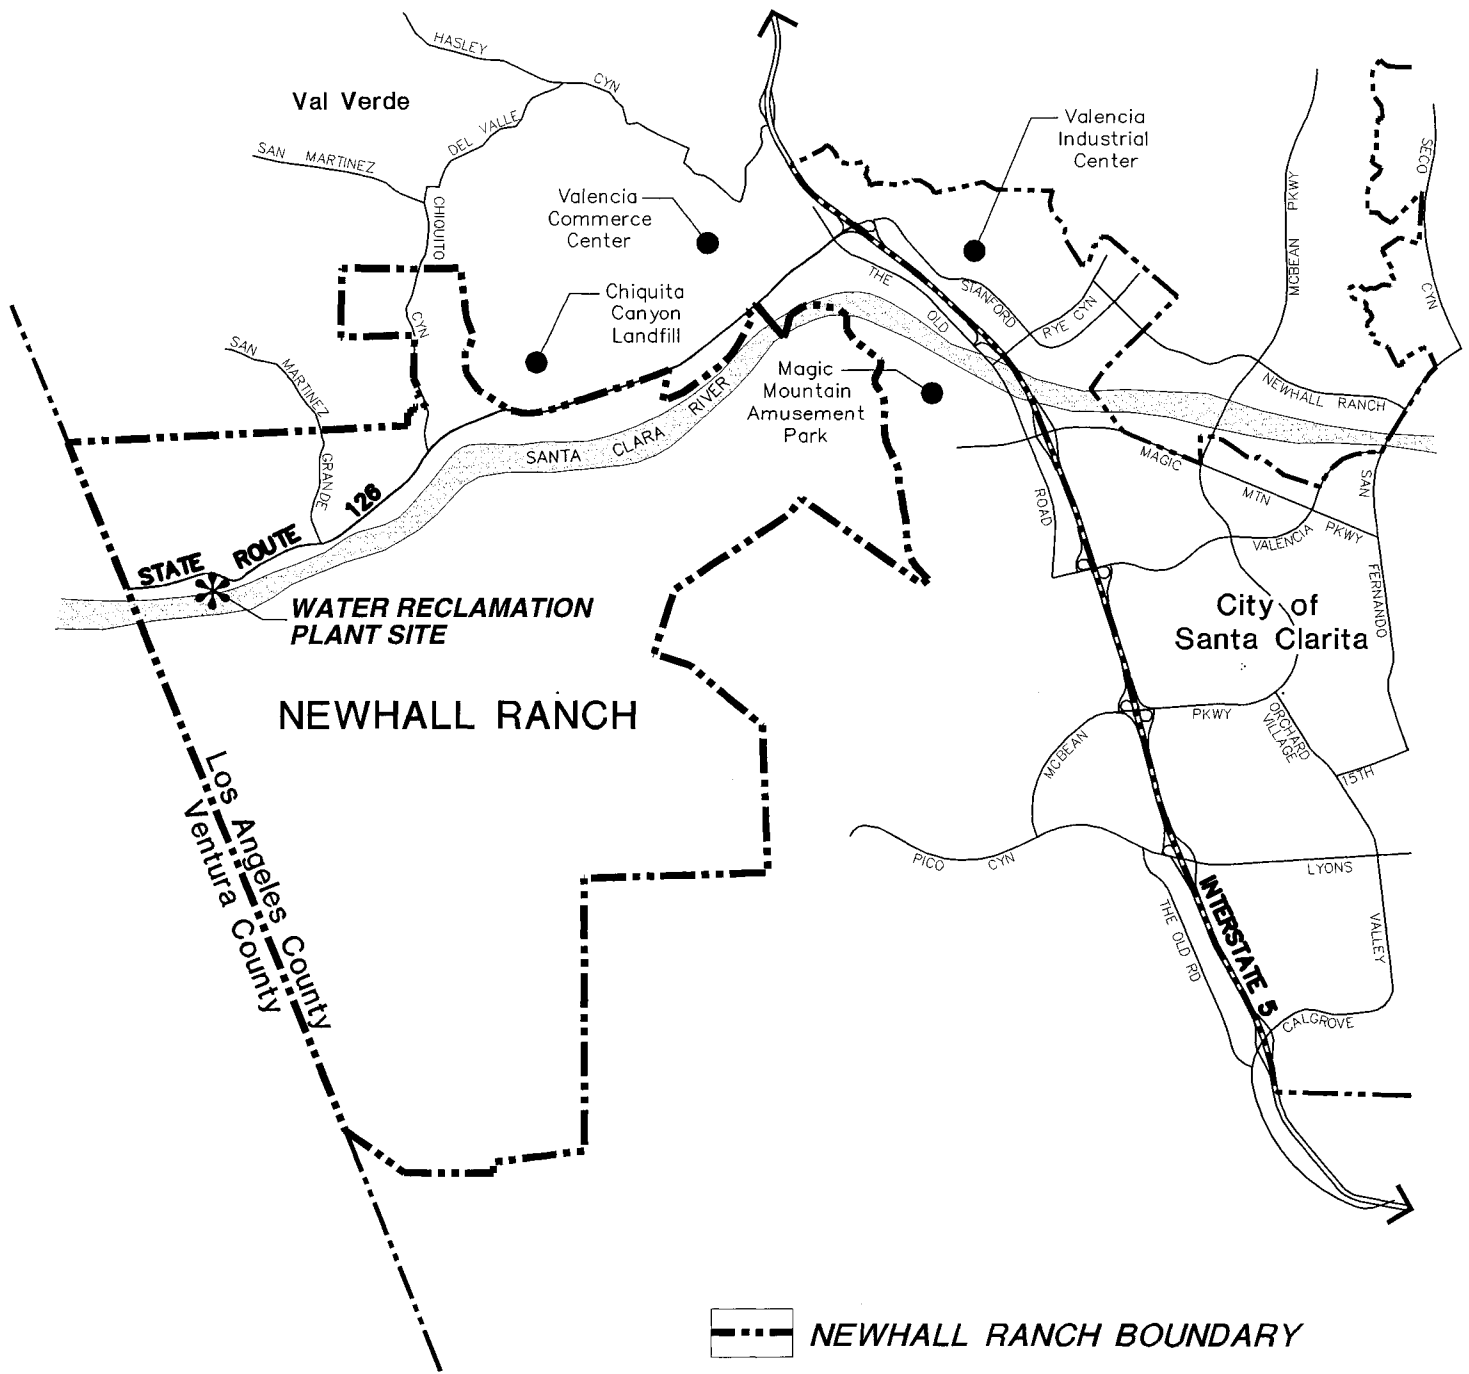 HASLEY
CYN
Val Verde
DEL VALLE
SAN MARTINEZ
CHIQUITO
CYN
Valencia
Commerce
Center
Valencia
Industrial
Center
MCBEAN PKWY
SECO
CYN
Chiquita
Canyon
Landfill
THE
OLD
ROAD
STANFORD
RYE CYN
SAN
MARTINEZ
GRANDE
Magic
Mountain
Amusement
Park
NEWHALL RANCH
SANTA CLARA RIVER
MAGIC
MTN
PKWY
SAN
FERNANDO
VALENCIA
STATE ROUTE 126
WATER RECLAMATION
PLANT SITE
City of
Santa Clarita
NEWHALL RANCH
MCBEAN
PKWY
ORCHARD
VILLAGE
15TH
Los Angeles County
Ventura County
PICO CYN
LYONS
THE OLD RD
INTERSTATE 5
VALLEY
CALGROVE
NEWHALL RANCH BOUNDARY